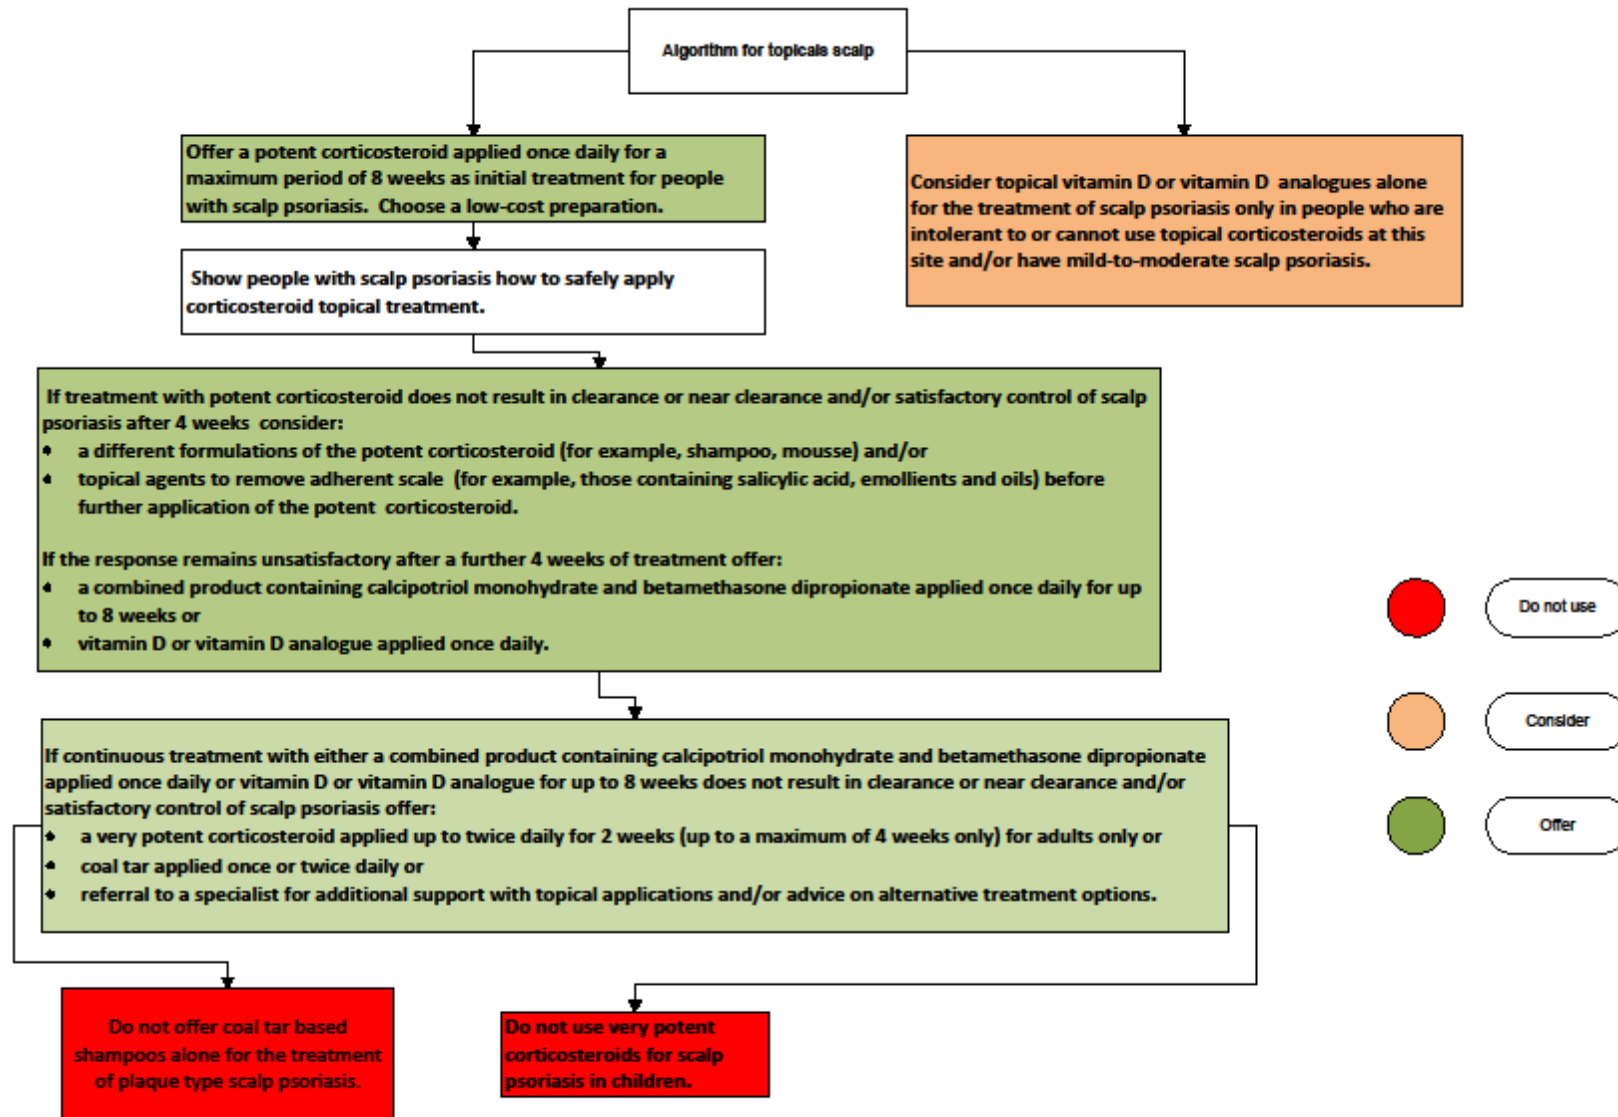 Algorithm for topicals scalp
Offer a potent corticosteroid applied once daily for a
maximum period of 8 weeks as initial treatment for people
with scalp psoriasis. Choose a low-cost preparation.
Consider topical vitamin D or vitamin D analogues alone
for the treatment of scalp psoriasis only in people who are
intolerant to or cannot use topical corticosteroids at this
site and/or have mild-to-moderate scalp psoriasis.
Show people with scalp psoriasis how to safely apply
corticosteroid topical treatment.
If treatment with potent corticosteroid does not result in clearance or near clearance and/or satisfactory control of scalp
psoriasis after 4 weeks consider:
• a different formulations of the potent corticosteroid (for example, shampoo, mousse) and/or
• topical agents to remove adherent scale (for example, those containing salicylic acid, emollients and oils) before
further application of the potent corticosteroid.
If the response remains unsatisfactory after a further 4 weeks of treatment offer:
• a combined product containing calcipotriol monohydrate and betamethasone dipropionate applied once daily for up
to 8 weeks or
• vitamin D or vitamin D analogue applied once daily.
Do not use
Consider
Offer
If continuous treatment with either a combined product containing calcipotriol monohydrate and betamethasone dipropionate
applied once daily or vitamin D or vitamin D analogue for up to 8 weeks does not result in clearance or near clearance and/or
satisfactory control of scalp psoriasis offer:
• a very potent corticosteroid applied up to twice daily for 2 weeks (up to a maximum of 4 weeks only) for adults only or
• coal tar applied once or twice daily or
• referral to a specialist for additional support with topical applications and/or advice on alternative treatment options.
Do not offer coal tar based
shampoos alone for the treatment
of plaque type scalp psoriasis.
Do not use very potent
corticosteroids for scalp
psoriasis in children.